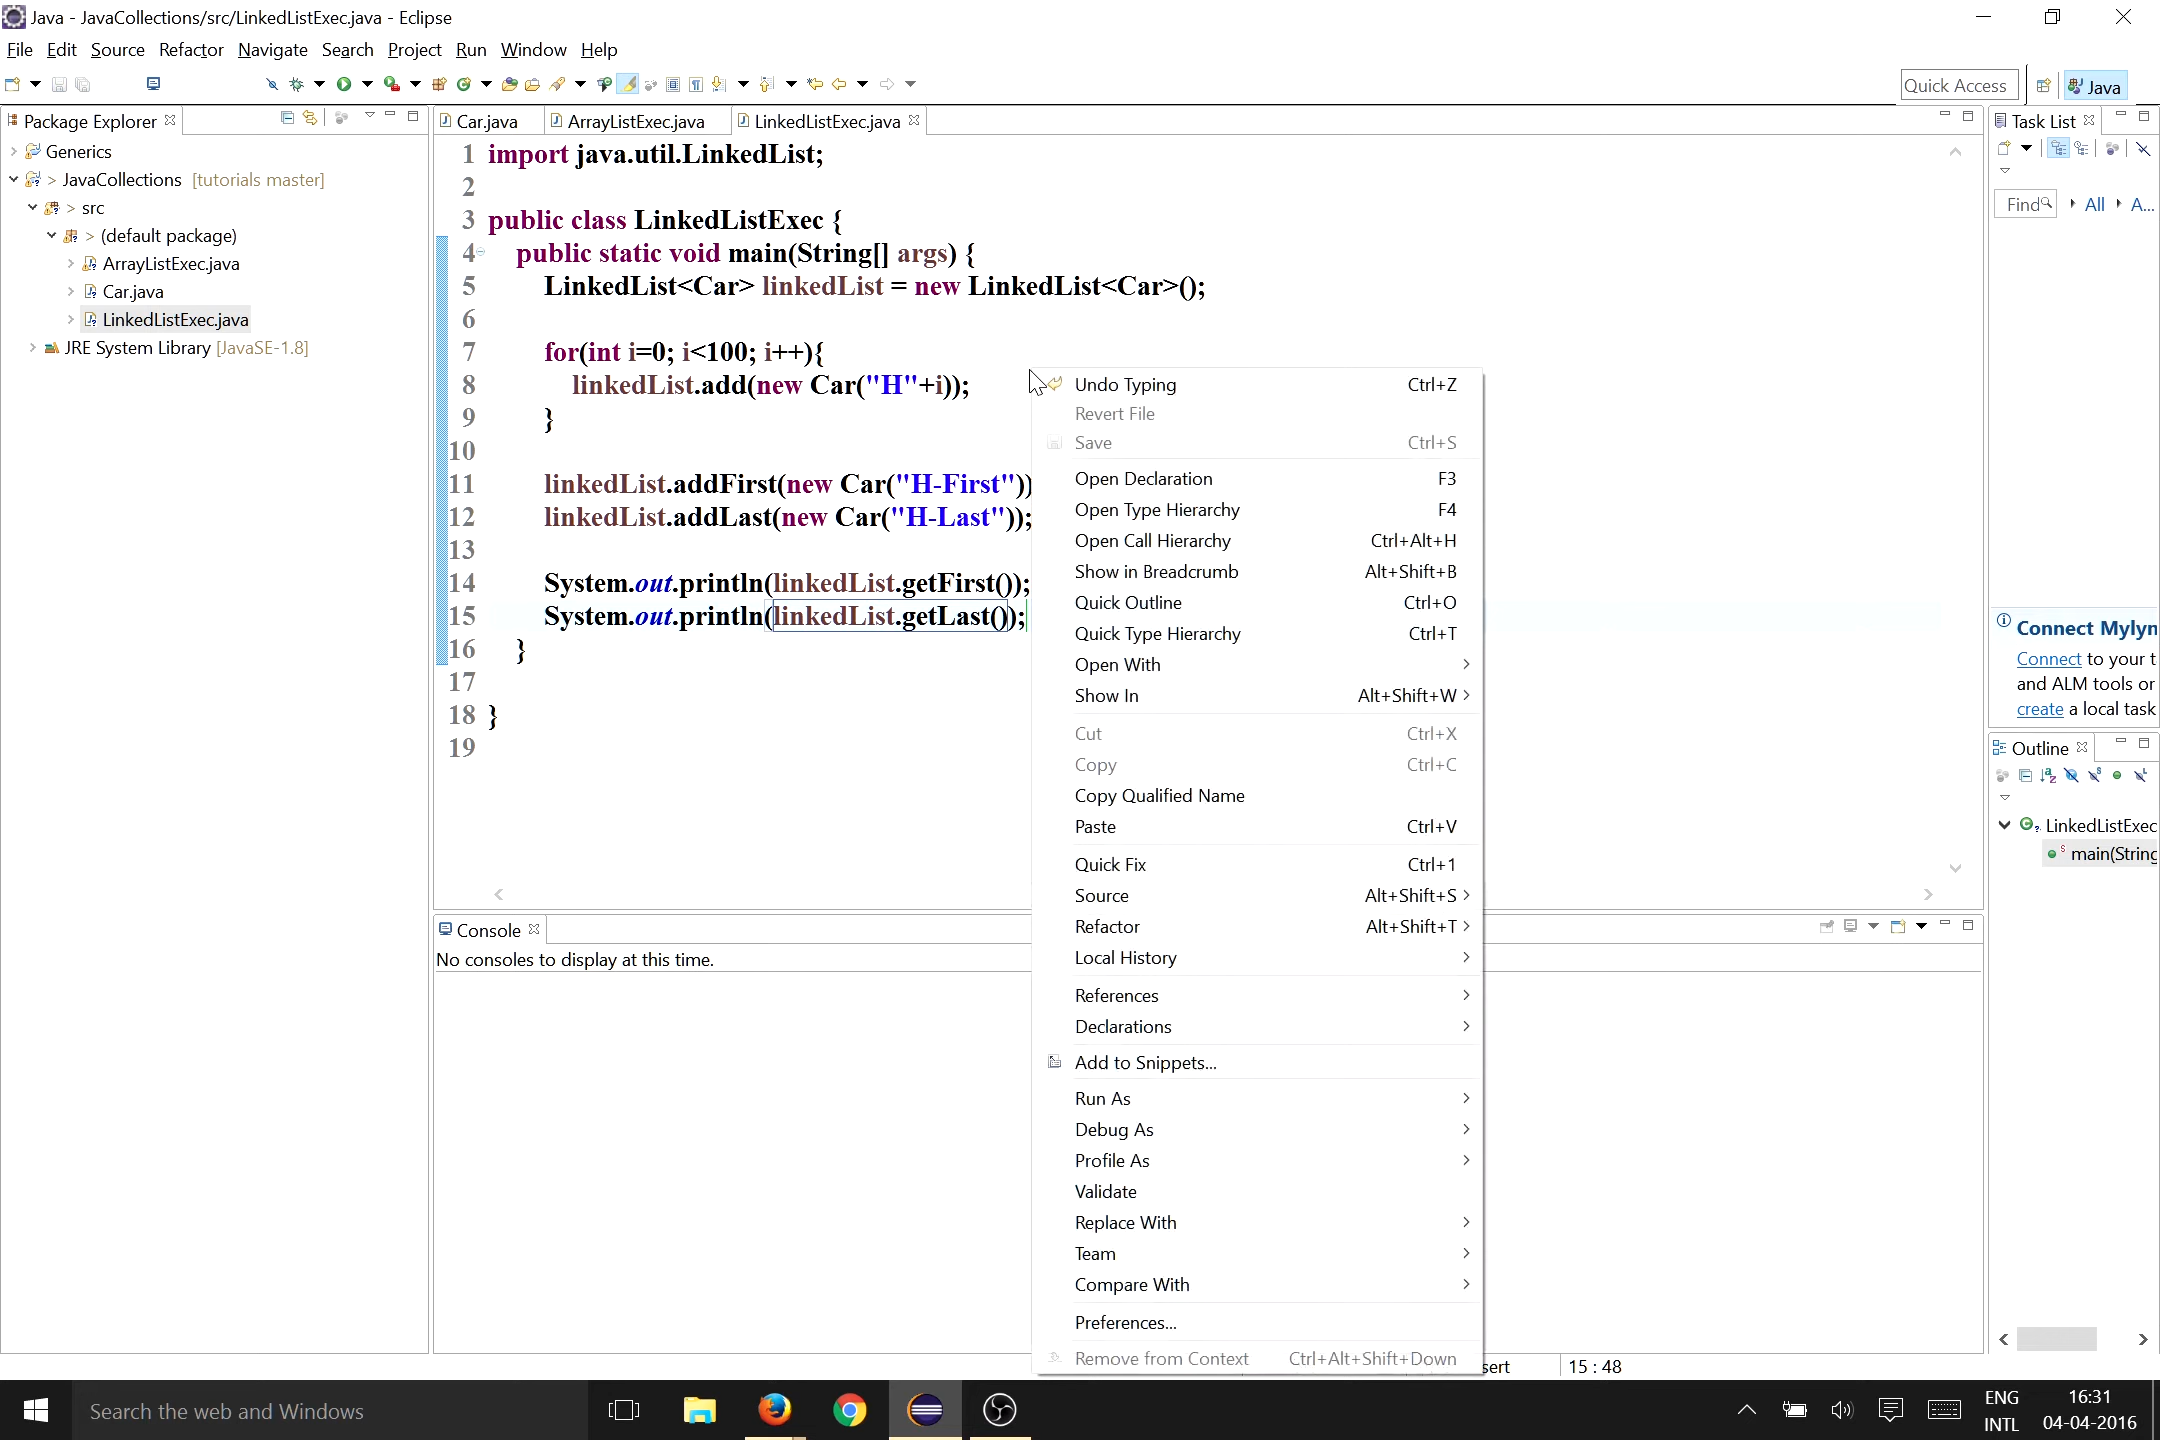 Java - JavaCollections/src/LinkedListExec.java - Eclipse
File Edit Source Refactor Navigate Search Project Run Window Help
Quick Access
Java
Package Explorer
Generics
> JavaCollections [tutorials master]
> src
> (default package)
ArrayListExec.java
Car.java
LinkedListExec.java
JRE System Library [JavaSE-1.8]
Car.java
ArrayListExec.java
LinkedListExec.java
1 import java.util.LinkedList;
2
3 public class LinkedListExec {
4 public static void main(String[] args) {
5 LinkedList<Car> linkedList = new LinkedList<Car>();
6
7 for(int i=0; i<100; i++){
8 linkedList.add(new Car("H"+i));
9 }
10
11 linkedList.addFirst(new Car("H-First"))
12 linkedList.addLast(new Car("H-Last"));
13
14 System.out.println(linkedList.getFirst());
15 System.out.println(linkedList.getLast());
16 }
17
18 }
19
Undo Typing Ctrl+Z
Revert File
Save Ctrl+S
Open Declaration F3
Open Type Hierarchy F4
Open Call Hierarchy Ctrl+Alt+H
Show in Breadcrumb Alt+Shift+B
Quick Outline Ctrl+O
Quick Type Hierarchy Ctrl+T
Open With
Show In Alt+Shift+W
Cut Ctrl+X
Copy Ctrl+C
Copy Qualified Name
Paste Ctrl+V
Quick Fix Ctrl+1
Source Alt+Shift+S
Refactor Alt+Shift+T
Local History
References
Declarations
Add to Snippets...
Run As
Debug As
Profile As
Validate
Replace With
Team
Compare With
Preferences...
Remove from Context Ctrl+Alt+Shift+Down
Console
No consoles to display at this time.
sert
15 : 48
Task List
Find
All
A...
Connect Mylyn
Connect to your t
and ALM tools or
create a local task
Outline
LinkedListExec
main(String
Search the web and Windows
ENG
INTL
16:31
04-04-2016